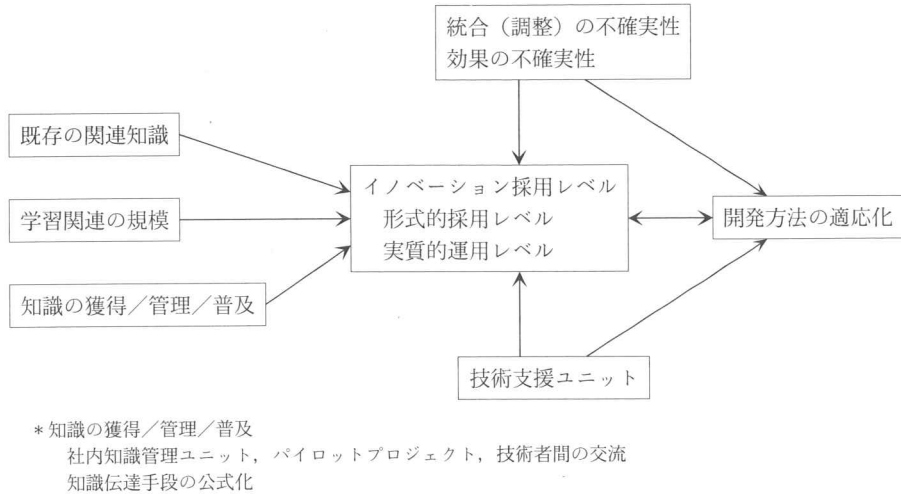 統合（調整）の不確実性
効果の不確実性
既存の関連知識
イノベーション採用レベル
形式的採用レベル
実質的運用レベル
学習関連の規模
開発方法の適応化
知識の獲得／管理／普及
技術支援ユニット
＊知識の獲得／管理／普及
社内知識管理ユニット，パイロットプロジェクト，技術者間の交流
知識伝達手段の公式化